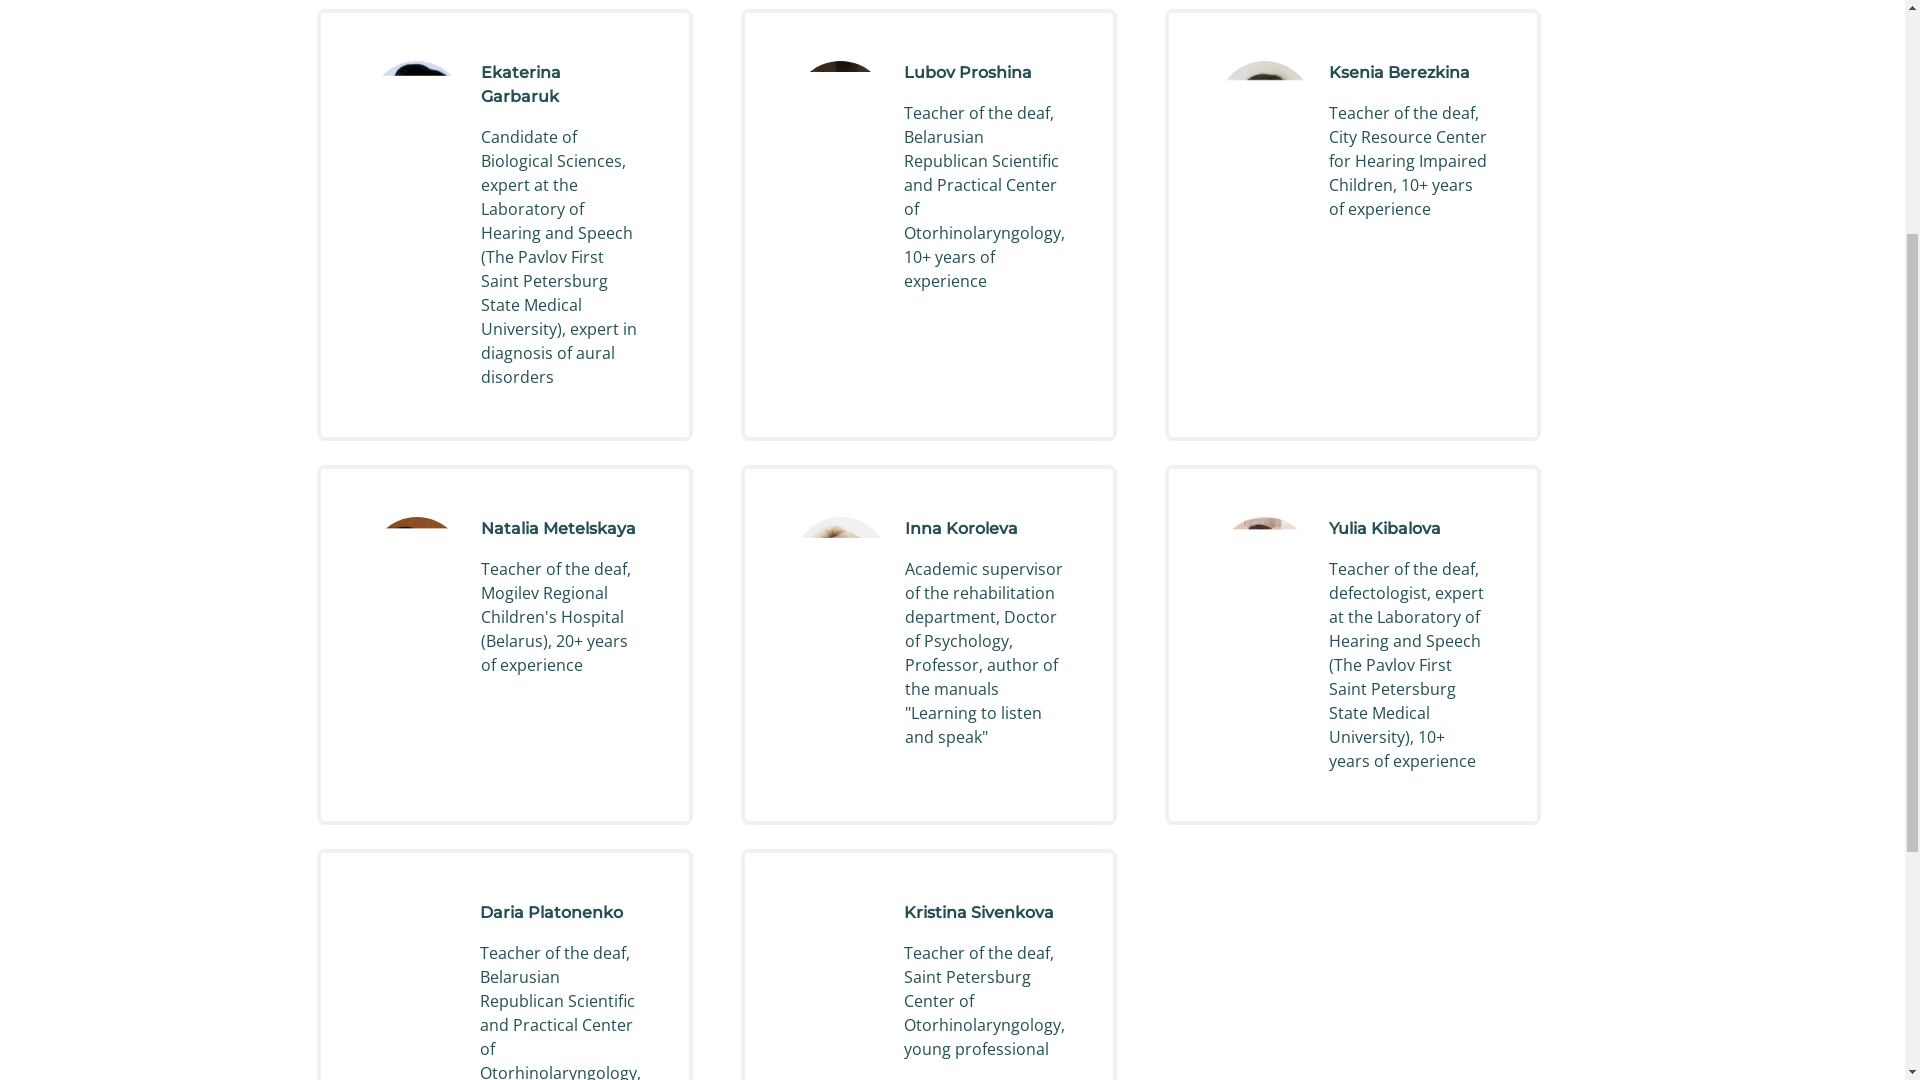 Ekaterina
Garbaruk
Candidate of
Biological Sciences,
expert at the
Laboratory of
Hearing and Speech
(The Pavlov First
Saint Petersburg
State Medical
University), expert in
diagnosis of aural
disorders
Lubov Proshina
Teacher of the deaf,
Belarusian
Republican Scientific
and Practical Center
of
Otorhinolaryngology,
10+ years of
experience
Ksenia Berezkina
Teacher of the deaf,
City Resource Center
for Hearing Impaired
Children, 10+ years
of experience
Natalia Metelskaya
Teacher of the deaf,
Mogilev Regional
Children's Hospital
(Belarus), 20+ years
of experience
Inna Koroleva
Academic supervisor
of the rehabilitation
department, Doctor
of Psychology,
Professor, author of
the manuals
"Learning to listen
and speak"
Yulia Kibalova
Teacher of the deaf,
defectologist, expert
at the Laboratory of
Hearing and Speech
(The Pavlov First
Saint Petersburg
State Medical
University), 10+
years of experience
Daria Platonenko
Teacher of the deaf,
Belarusian
Republican Scientific
and Practical Center
of
Otorhinolaryngology,
Kristina Sivenkova
Teacher of the deaf,
Saint Petersburg
Center of
Otorhinolaryngology,
young professional